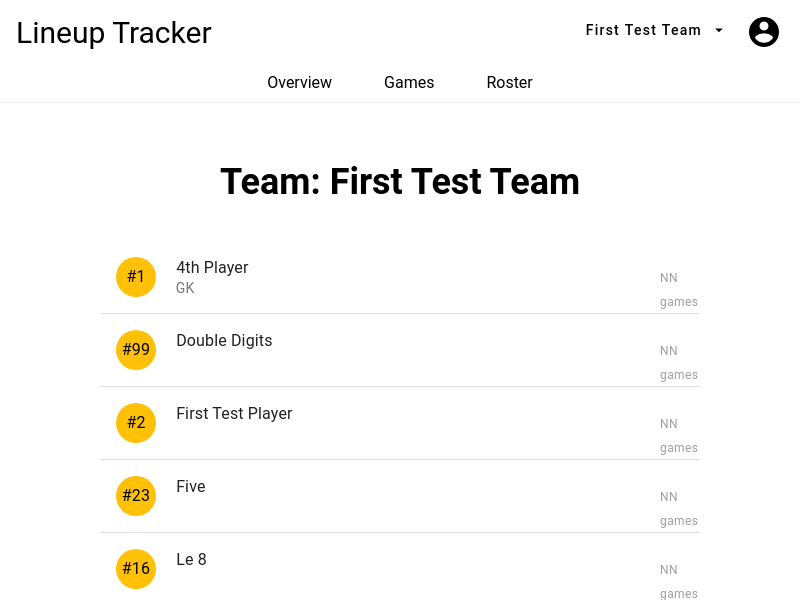 Lineup Tracker
First Test Team
Overview Games Roster
Team: First Test Team
#1
4th Player
GK
NN
games
#99
Double Digits
NN
games
#2
First Test Player
NN
games
#23
Five
NN
games
#16
Le 8
NN
games